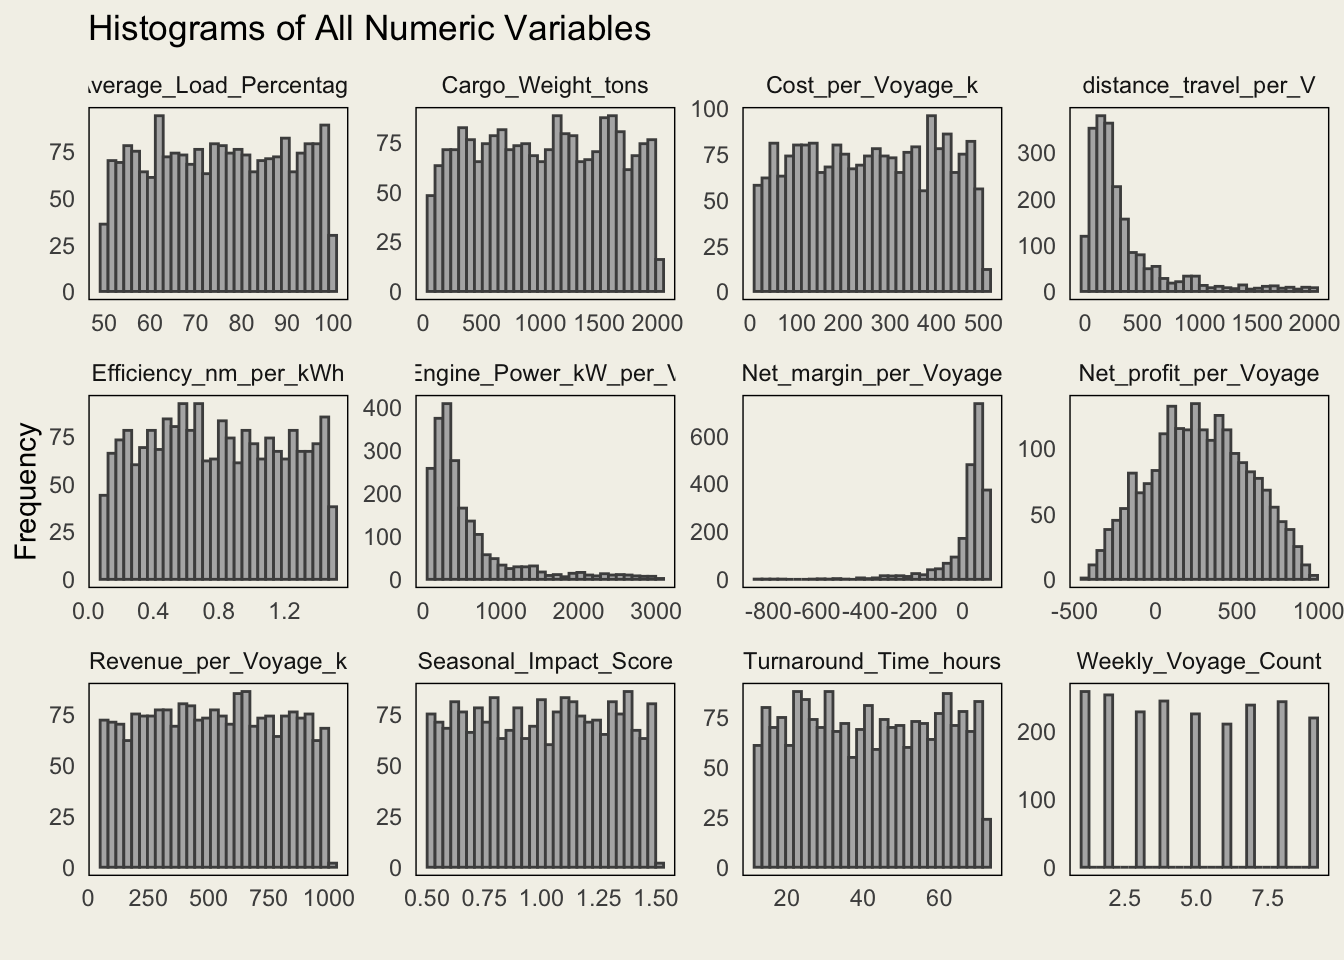 Histograms of All Numeric Variables
Average_Load_Percentag
Cargo_Weight_tons
Cost_per_Voyage_k
distance_travel_per_V
75
50
25
0
50 60 70 80 90 100
75
50
25
0
0 500 1000 1500 2000
100
75
50
25
0
0 100 200 300 400 500
300
200
100
0
0 500 1000 1500 2000
Frequency
Efficiency_nm_per_kWh
Engine_Power_kW_per_V
Net_margin_per_Voyage
Net_profit_per_Voyage
75
50
25
0
0.0 0.4 0.8 1.2
400
300
200
100
0
0 1000 2000 3000
600
400
200
0
-800 -600 -400 -200 0
100
50
0
-500 0 500 1000
Revenue_per_Voyage_k
Seasonal_Impact_Score
Turnaround_Time_hours
Weekly_Voyage_Count
75
50
25
0
0 250 500 750 1000
75
50
25
0
0.50 0.75 1.00 1.25 1.50
75
50
25
0
20 40 60
200
100
0
2.5 5.0 7.5